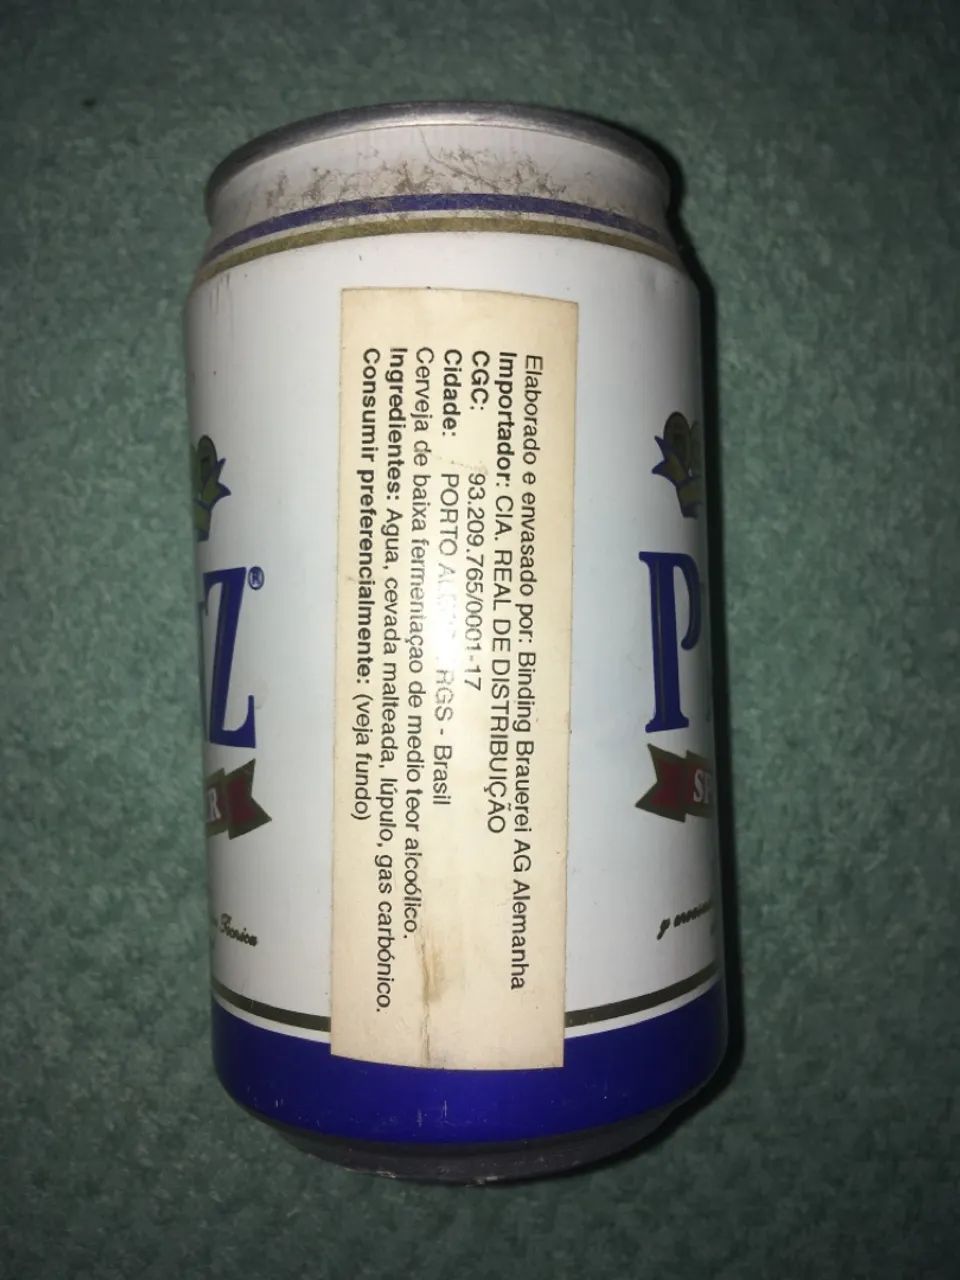 Elaborado e envasado por: Binding Brauerei AG Alemanha
Importador: CIA. REAL DE DISTRIBUIÇÃO
CGC: 93.209.765/0001-17
Cidade: PORTO RGS - Brasil
Cerveja de baixa fermentaçao de medio teor alcoólico.
Ingredientes: Agua, cevada malteada, lúpulo, gas carbónico.
Consumir preferencialmente: (veja fundo)